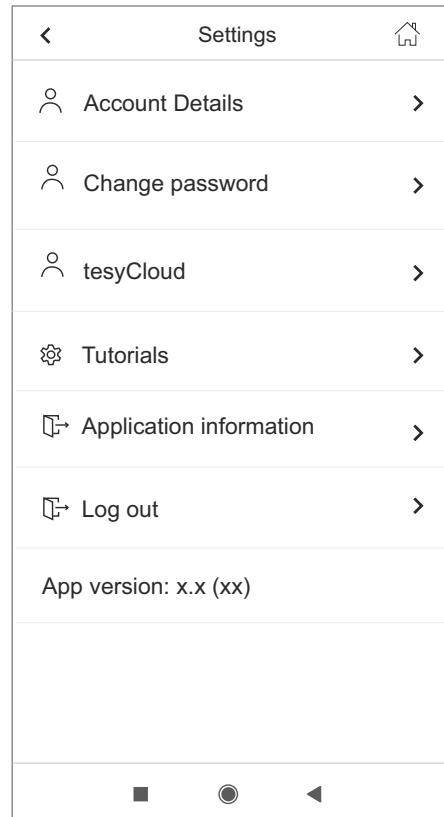 Settings
Account Details
Change password
tesyCloud
Tutorials
Application information
Log out
App version: x.x (xx)